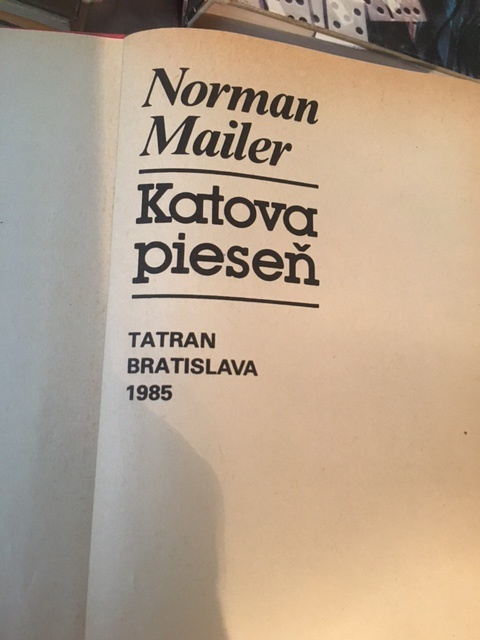 Norman
Mailer
Katova
pieseň
TATRAN
BRATISLAVA
1985